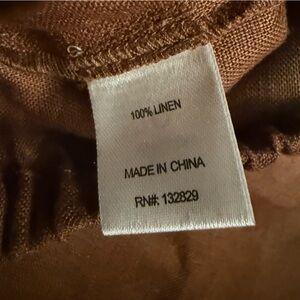 100% LINEN
MADE IN CHINA
RN#: 132829